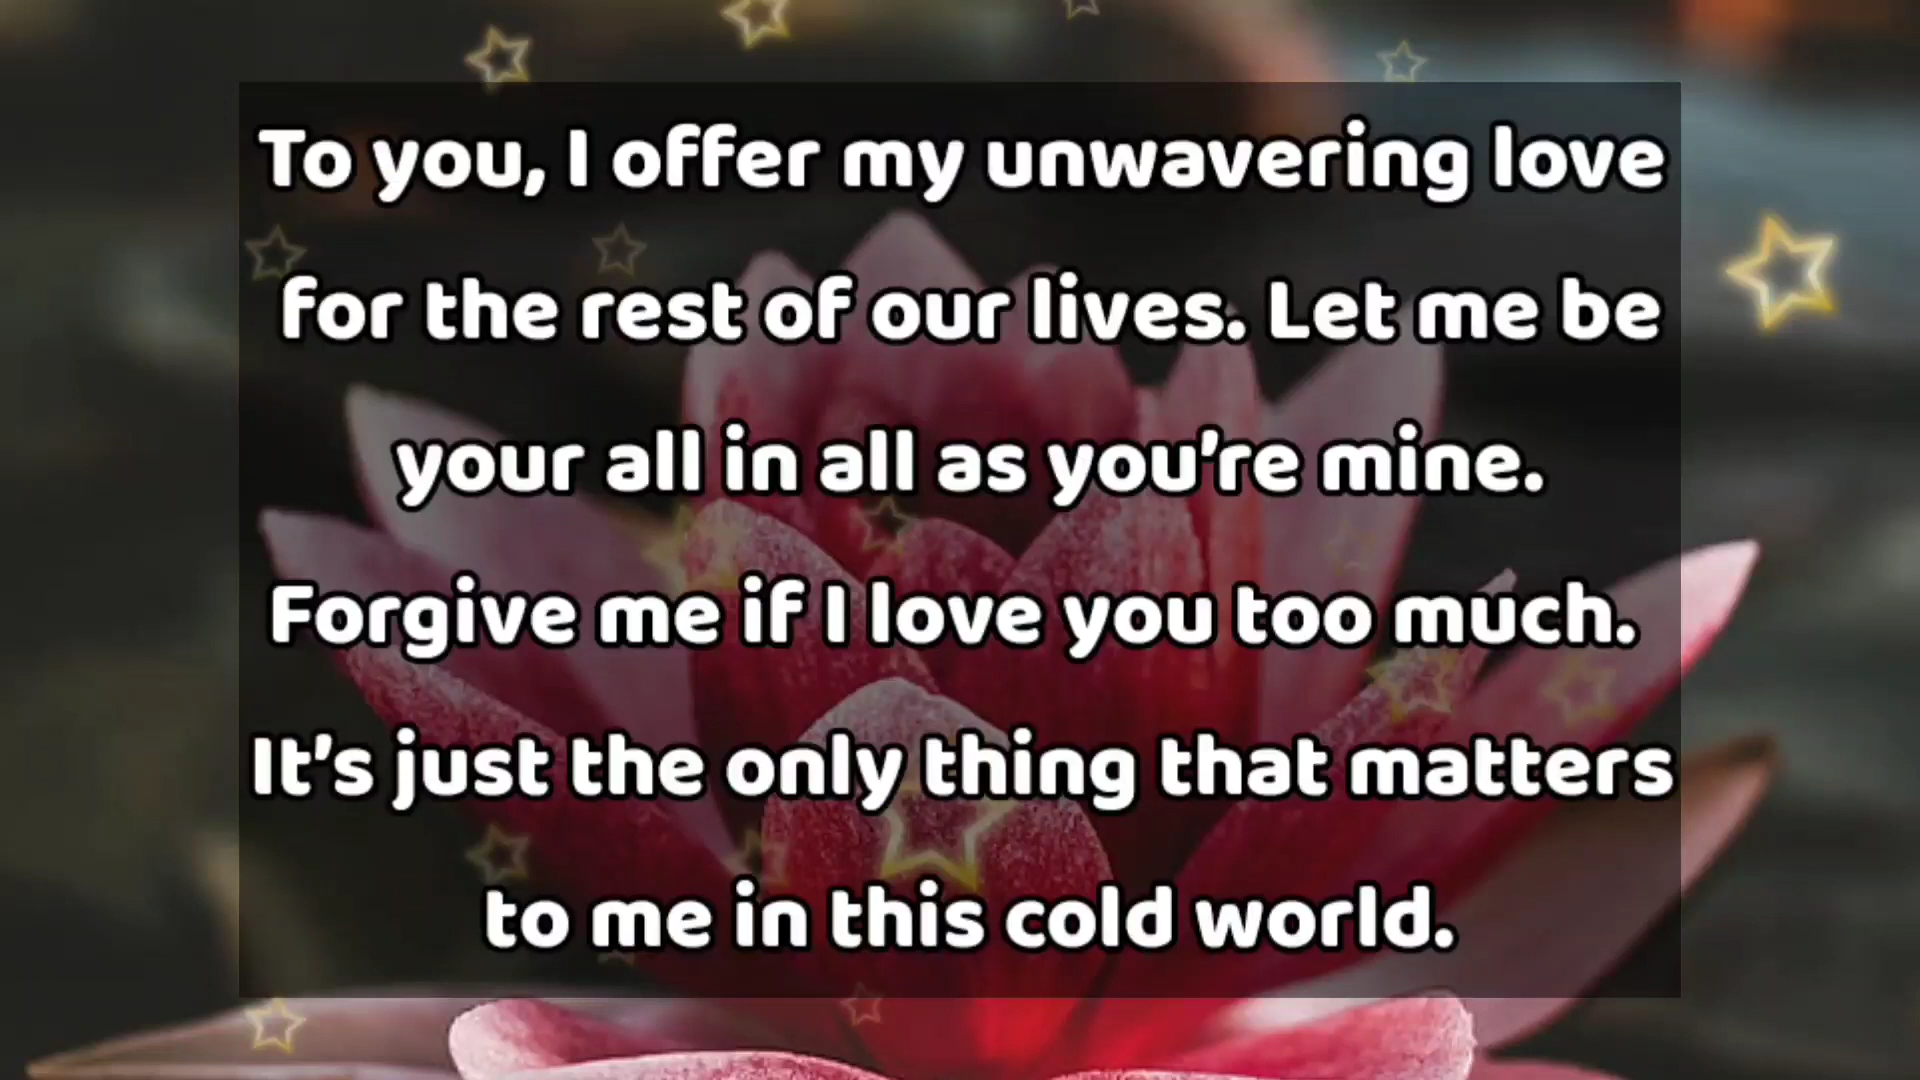 To you, I offer my unwavering love
for the rest of our lives. Let me be
your all in all as you're mine.
Forgive me if I love you too much.
It's just the only thing that matters
to me in this cold world.